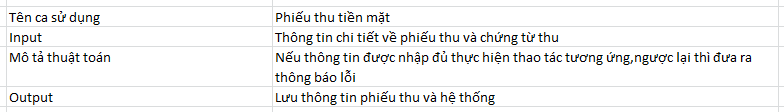 Tên ca sử dụng Phiếu thu tiền mặt
Input Thông tin chi tiết về phiếu thu và chứng từ thu
Mô tả thuật toán Nếu thông tin được nhập đủ thực hiện thao tác tương ứng,ngược lại thì đưa ra
thông báo lỗi
Output Lưu thông tin phiếu thu và hệ thống